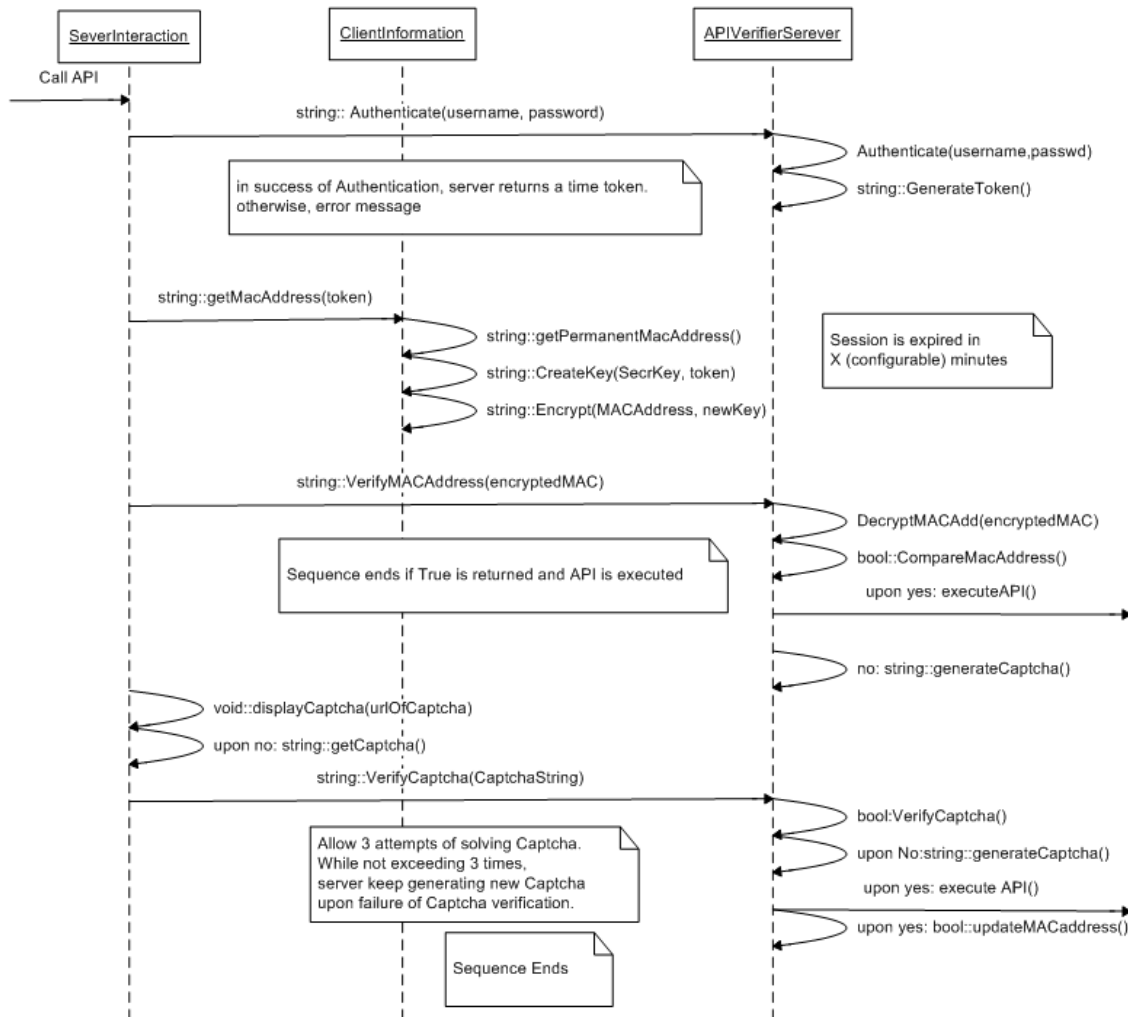 SeverInteraction
ClientInformation
APIVerifierSerever
Call API
string:: Authenticate(username, password)
Authenticate(username,passwd)
in success of Authentication, server returns a time token.
otherwise, error message
string::GenerateToken()
string::getMacAddress(token)
string::getPermanentMacAddress()
Session is expired in
X (configurable) minutes
string::CreateKey(SecrKey, token)
string::Encrypt(MACAddress, newKey)
string::VerifyMACAddress(encryptedMAC)
DecryptMACAdd(encryptedMAC)
bool::CompareMacAddress()
Sequence ends if True is returned and API is executed
upon yes: executeAPI()
no: string::generateCaptcha()
void::displayCaptcha(urlOfCaptcha)
upon no: string::getCaptcha()
string::VerifyCaptcha(CaptchaString)
bool:VerifyCaptcha()
Allow 3 attempts of solving Captcha.
While not exceeding 3 times,
server keep generating new Captcha
upon failure of Captcha verification.
upon No:string::generateCaptcha()
upon yes: execute API()
upon yes: bool::updateMACaddress()
Sequence Ends